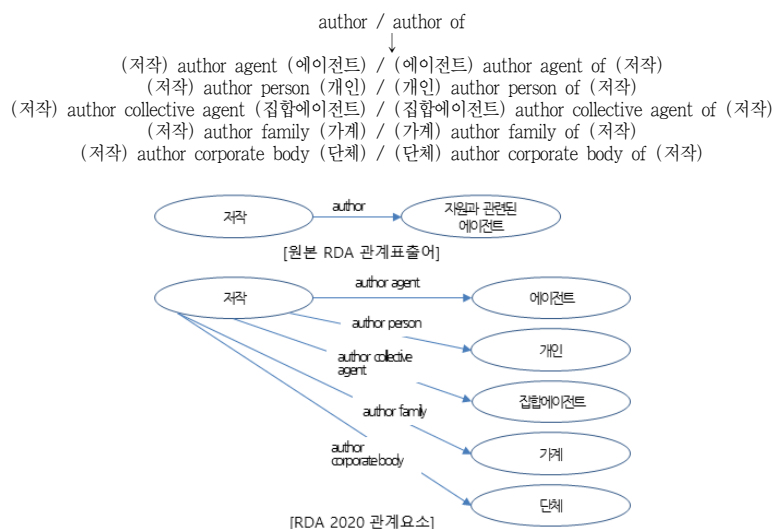 author / author of
↓
(저작) author agent (에이전트) / (에이전트) author agent of (저작)
(저작) author person (개인) / (개인) author person of (저작)
(저작) author collective agent (집합에이전트) / (집합에이전트) author collective agent of (저작)
(저작) author family (가계) / (가계) author family of (저작)
(저작) author corporate body (단체) / (단체) author corporate body of (저작)
저작
author
자원과 관련된
에이전트
[원본 RDA 관계표출어]
저작
author agent
에이전트
author person
개인
author collective
agent
집합에이전트
author family
가계
author
corporate body
단체
[RDA 2020 관계요소]